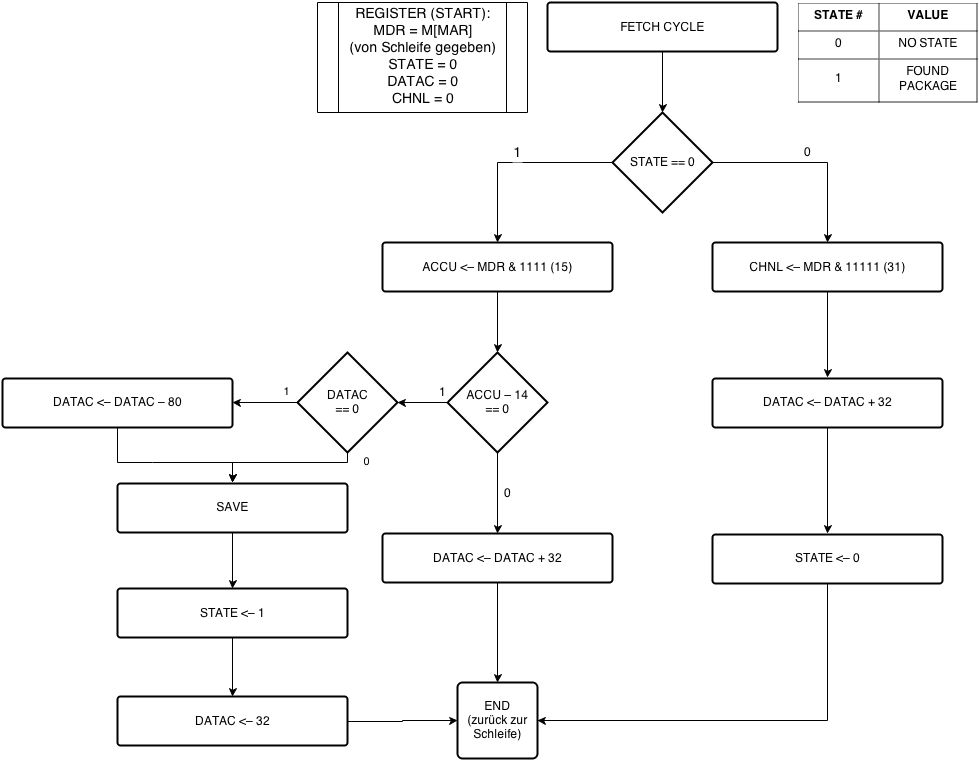 REGISTER (START):
MDR = M[MAR]
(von Schleife gegeben)
STATE = 0
DATAC = 0
CHNL = 0
FETCH CYCLE
STATE # VALUE
0 NO STATE
1 FOUND
PACKAGE
STATE == 0
1
0
ACCU <– MDR & 1111 (15)
CHNL <– MDR & 11111 (31)
DATAC <– DATAC – 80
1
DATAC
== 0
1
ACCU – 14
== 0
DATAC <– DATAC + 32
0
0
SAVE
DATAC <– DATAC + 32
STATE <– 0
STATE <– 1
DATAC <– 32
END
(zurück zur
Schleife)